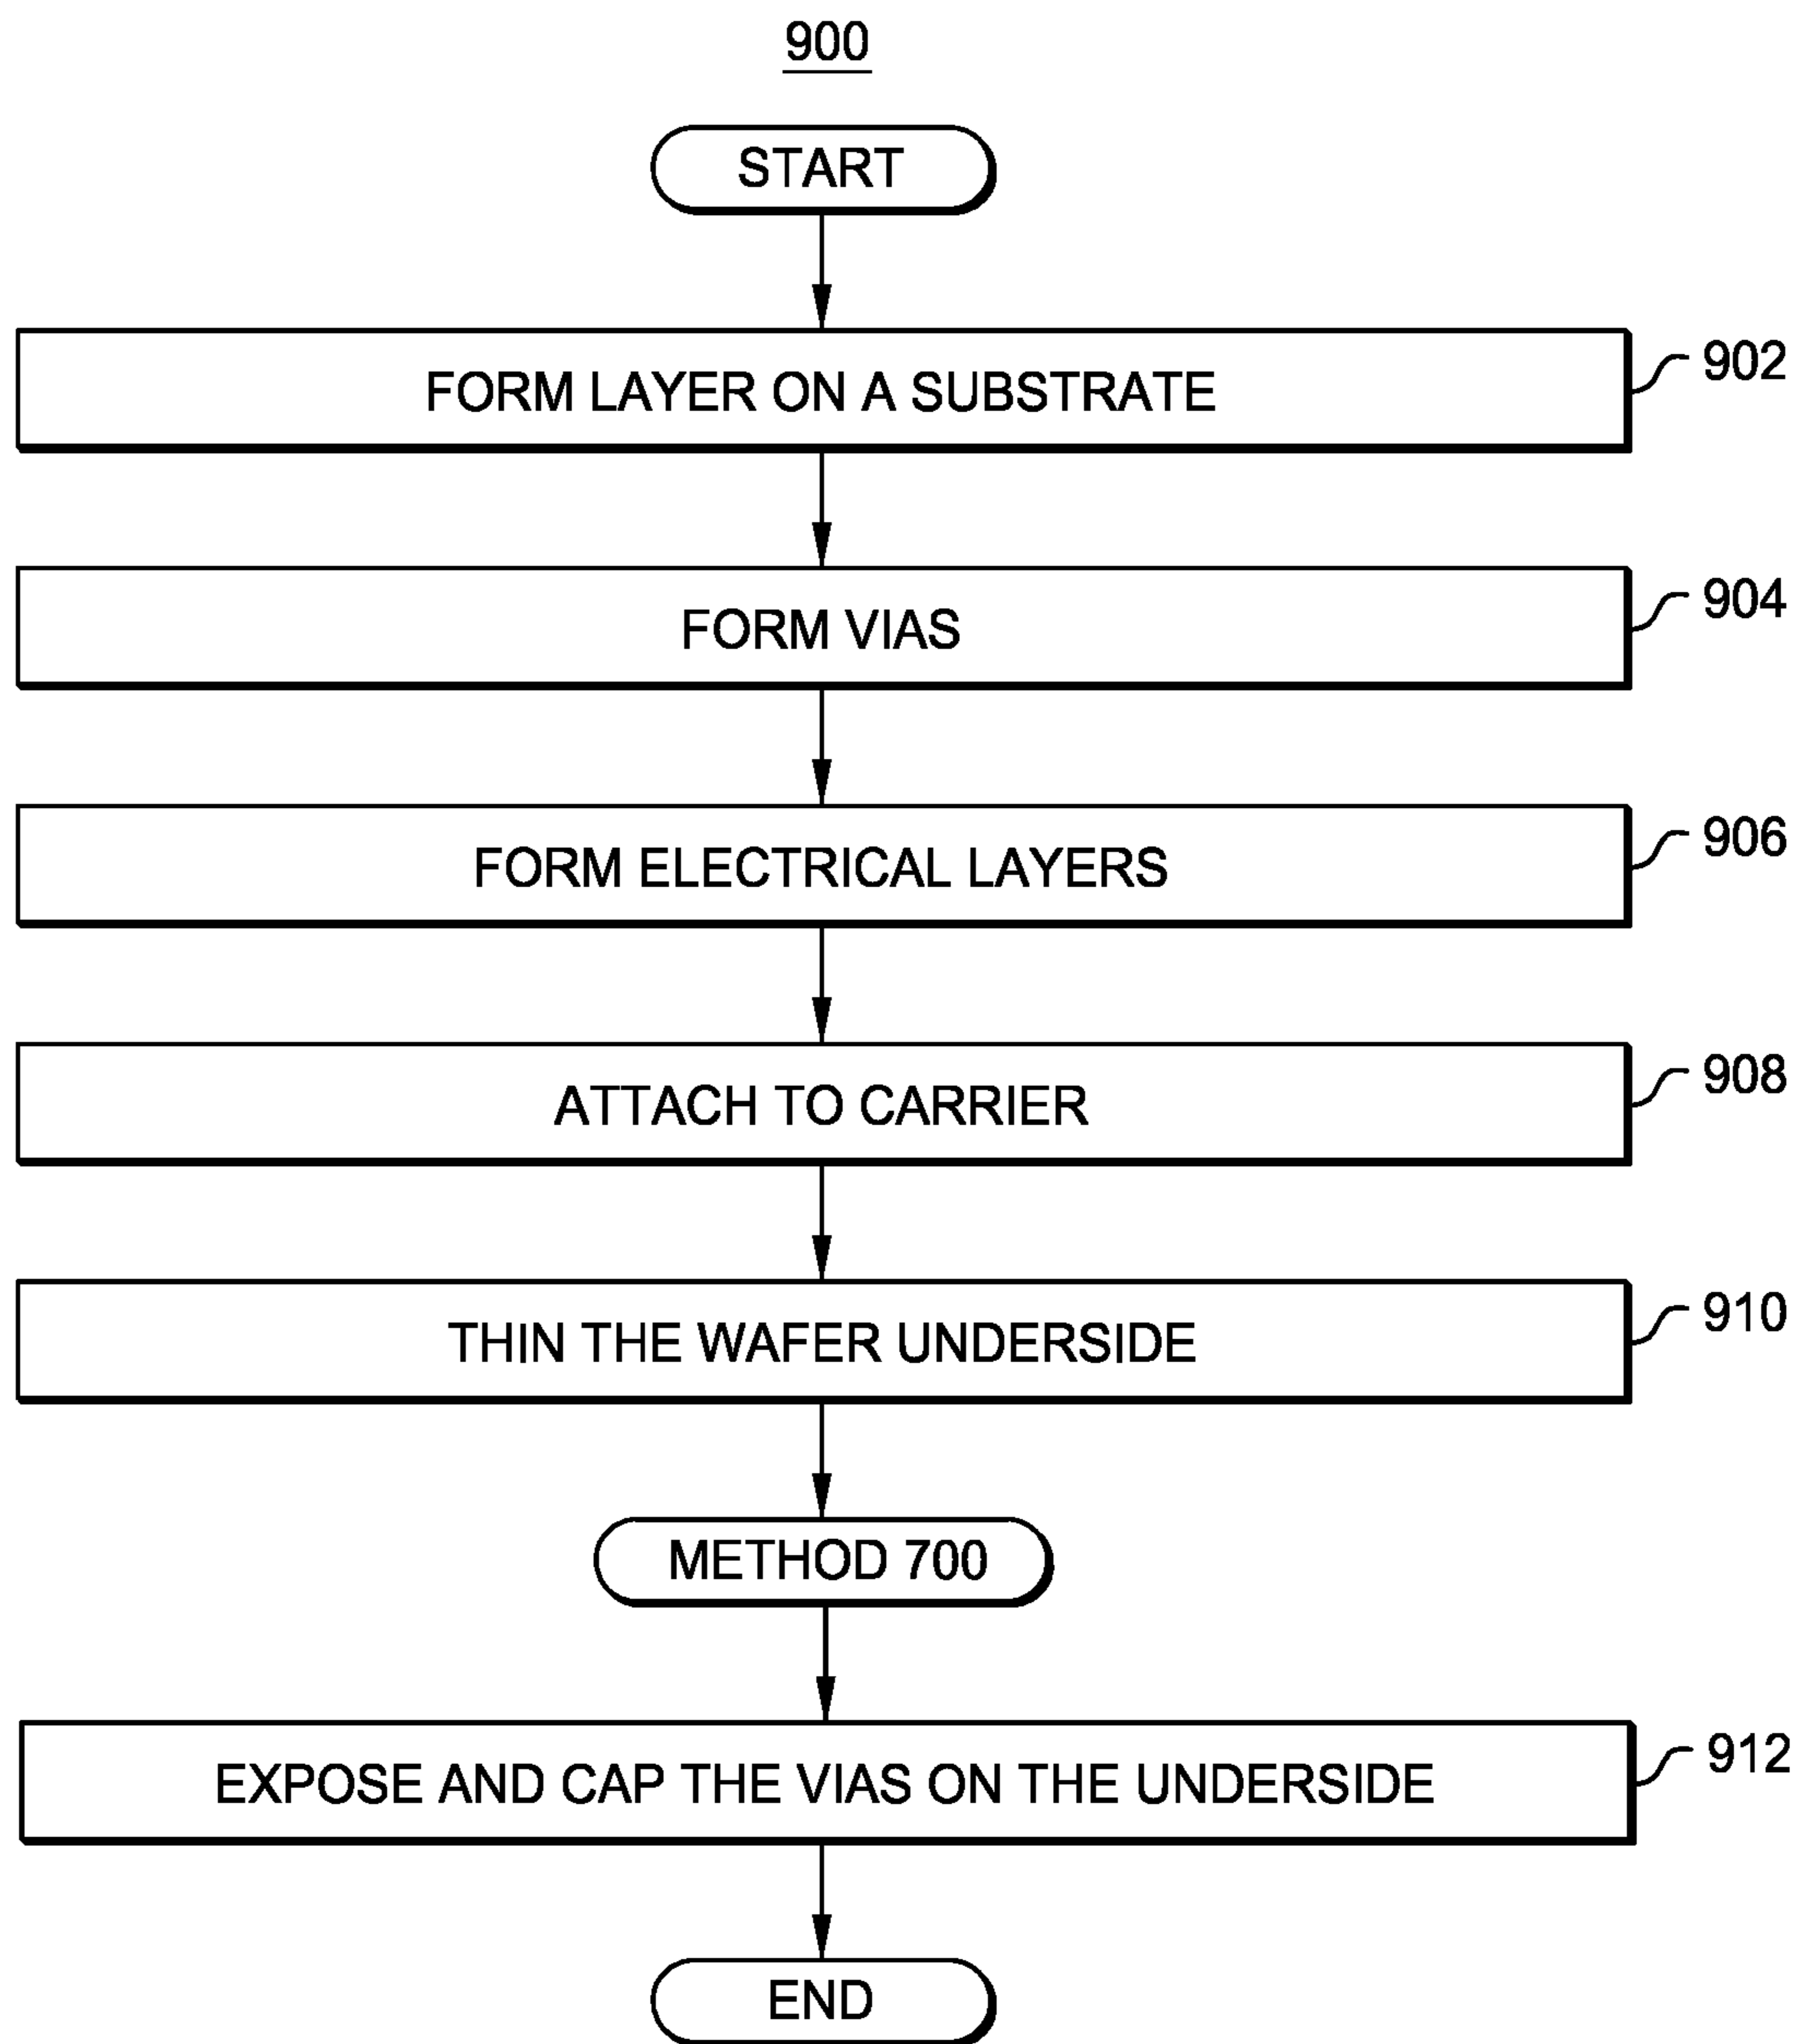 900
START
FORM LAYER ON A SUBSTRATE
902
FORM VIAS
904
FORM ELECTRICAL LAYERS
906
ATTACH TO CARRIER
908
THIN THE WAFER UNDERSIDE
910
METHOD 700
EXPOSE AND CAP THE VIAS ON THE UNDERSIDE
912
END